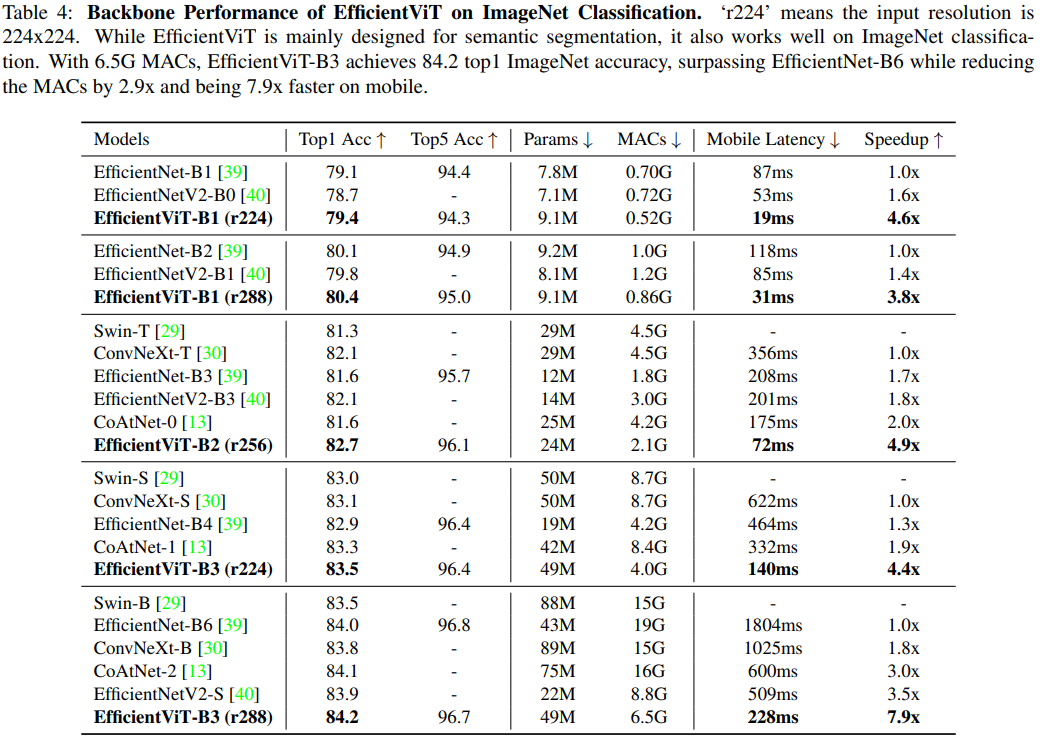 Table 4: Backbone Performance of EfficientViT on ImageNet Classification. ‘r224’ means the input resolution is
224x224. While EfficientViT is mainly designed for semantic segmentation, it also works well on ImageNet classifica-
tion. With 6.5G MACs, EfficientViT-B3 achieves 84.2 top1 ImageNet accuracy, surpassing EfficientNet-B6 while reducing
the MACs by 2.9x and being 7.9x faster on mobile.
Models Top1 Acc ↑ Top5 Acc ↑ Params ↓ MACs ↓ Mobile Latency ↓ Speedup ↑
EfficientNet-B1 [39] 79.1 94.4 7.8M 0.70G 87ms 1.0x
EfficientNetV2-B0 [40] 78.7 - 7.1M 0.72G 53ms 1.6x
EfficientViT-B1 (r224) 79.4 94.3 9.1M 0.52G 19ms 4.6x
EfficientNet-B2 [39] 80.1 94.9 9.2M 1.0G 118ms 1.0x
EfficientNetV2-B1 [40] 79.8 - 8.1M 1.2G 85ms 1.4x
EfficientViT-B1 (r288) 80.4 95.0 9.1M 0.86G 31ms 3.8x
Swin-T [29] 81.3 - 29M 4.5G - -
ConvNeXt-T [30] 82.1 - 29M 4.5G 356ms 1.0x
EfficientNet-B3 [39] 81.6 95.7 12M 1.8G 208ms 1.7x
EfficientNetV2-B3 [40] 82.1 - 14M 3.0G 201ms 1.8x
CoAtNet-0 [13] 81.6 - 25M 4.2G 175ms 2.0x
EfficientViT-B2 (r256) 82.7 96.1 24M 2.1G 72ms 4.9x
Swin-S [29] 83.0 - 50M 8.7G - -
ConvNeXt-S [30] 83.1 - 50M 8.7G 622ms 1.0x
EfficientNet-B4 [39] 82.9 96.4 19M 4.2G 464ms 1.3x
CoAtNet-1 [13] 83.3 - 42M 8.4G 332ms 1.9x
EfficientViT-B3 (r224) 83.5 96.4 49M 4.0G 140ms 4.4x
Swin-B [29] 83.5 - 88M 15G - -
EfficientNet-B6 [39] 84.0 96.8 43M 19G 1804ms 1.0x
ConvNeXt-B [30] 83.8 - 89M 15G 1025ms 1.8x
CoAtNet-2 [13] 84.1 - 75M 16G 600ms 3.0x
EfficientNetV2-S [40] 83.9 - 22M 8.8G 509ms 3.5x
EfficientViT-B3 (r288) 84.2 96.7 49M 6.5G 228ms 7.9x